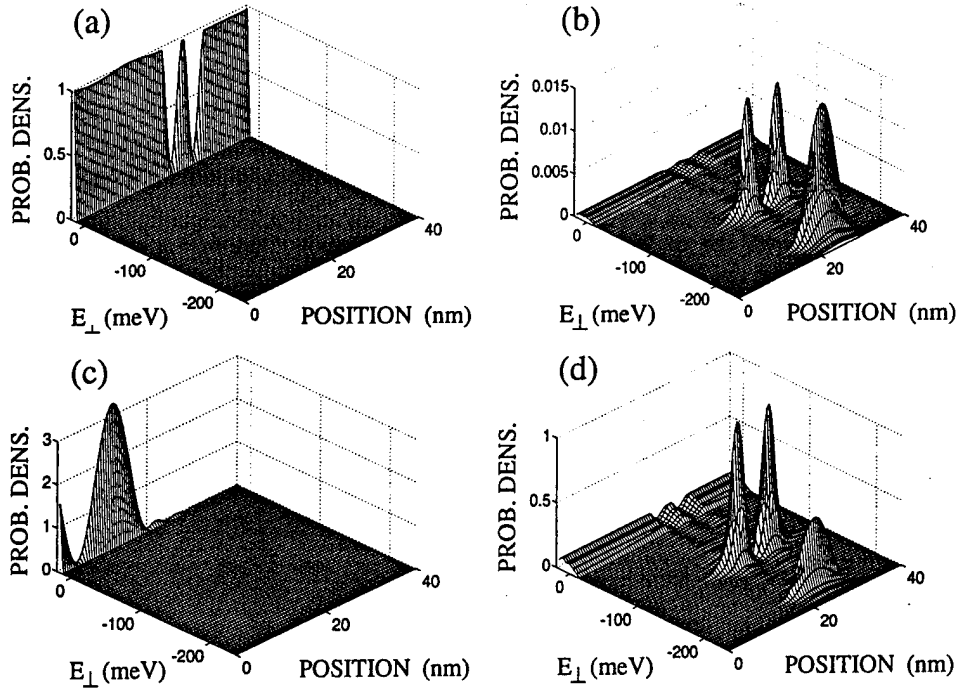 (a)
PROB. DENS.
1
0.5
0
0
-100
-200
0
20
40
E⊥(meV)
POSITION (nm)
(b)
PROB. DENS.
0.015
0.01
0.005
0
0
-100
-200
0
20
40
E⊥(meV)
POSITION (nm)
(c)
PROB. DENS.
3
2
1
0
0
-100
-200
0
20
40
E⊥(meV)
POSITION (nm)
(d)
PROB. DENS.
1
0.5
0
0
-100
-200
0
20
40
E⊥(meV)
POSITION (nm)